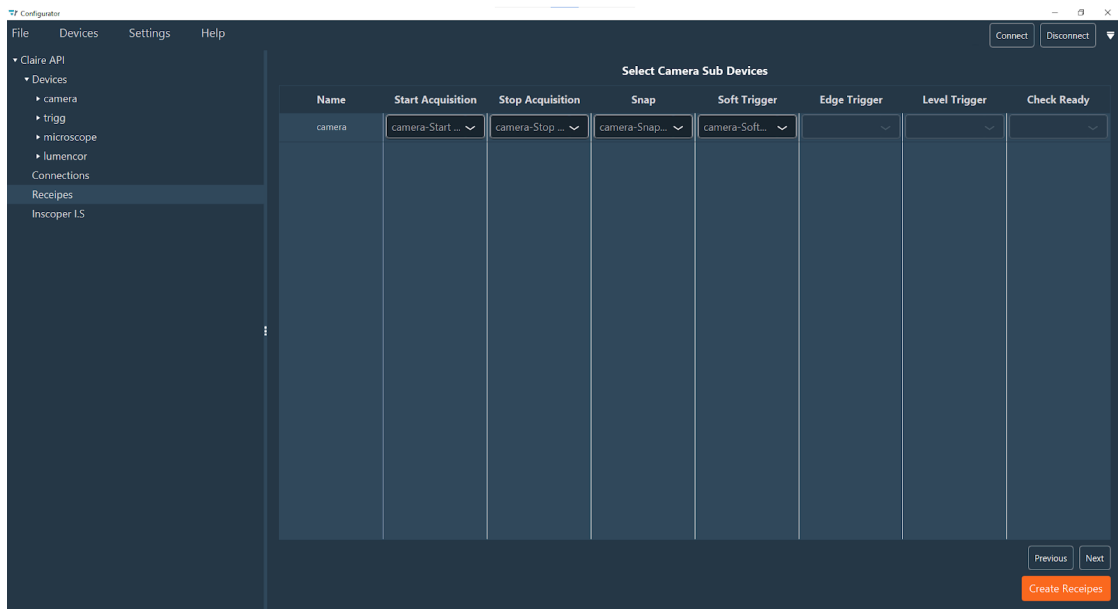 Configurator
File Devices Settings Help Connect Disconnect
Claire API
Devices
camera
trigg
microscope
lumencor
Connections
Receipes
Inscoper I.S
Select Camera Sub Devices
Name Start Acquisition Stop Acquisition Snap Soft Trigger Edge Trigger Level Trigger Check Ready
camera camera-Start ... camera-Stop ... camera-Snap... camera-Soft...
Previous Next
Create Receipes